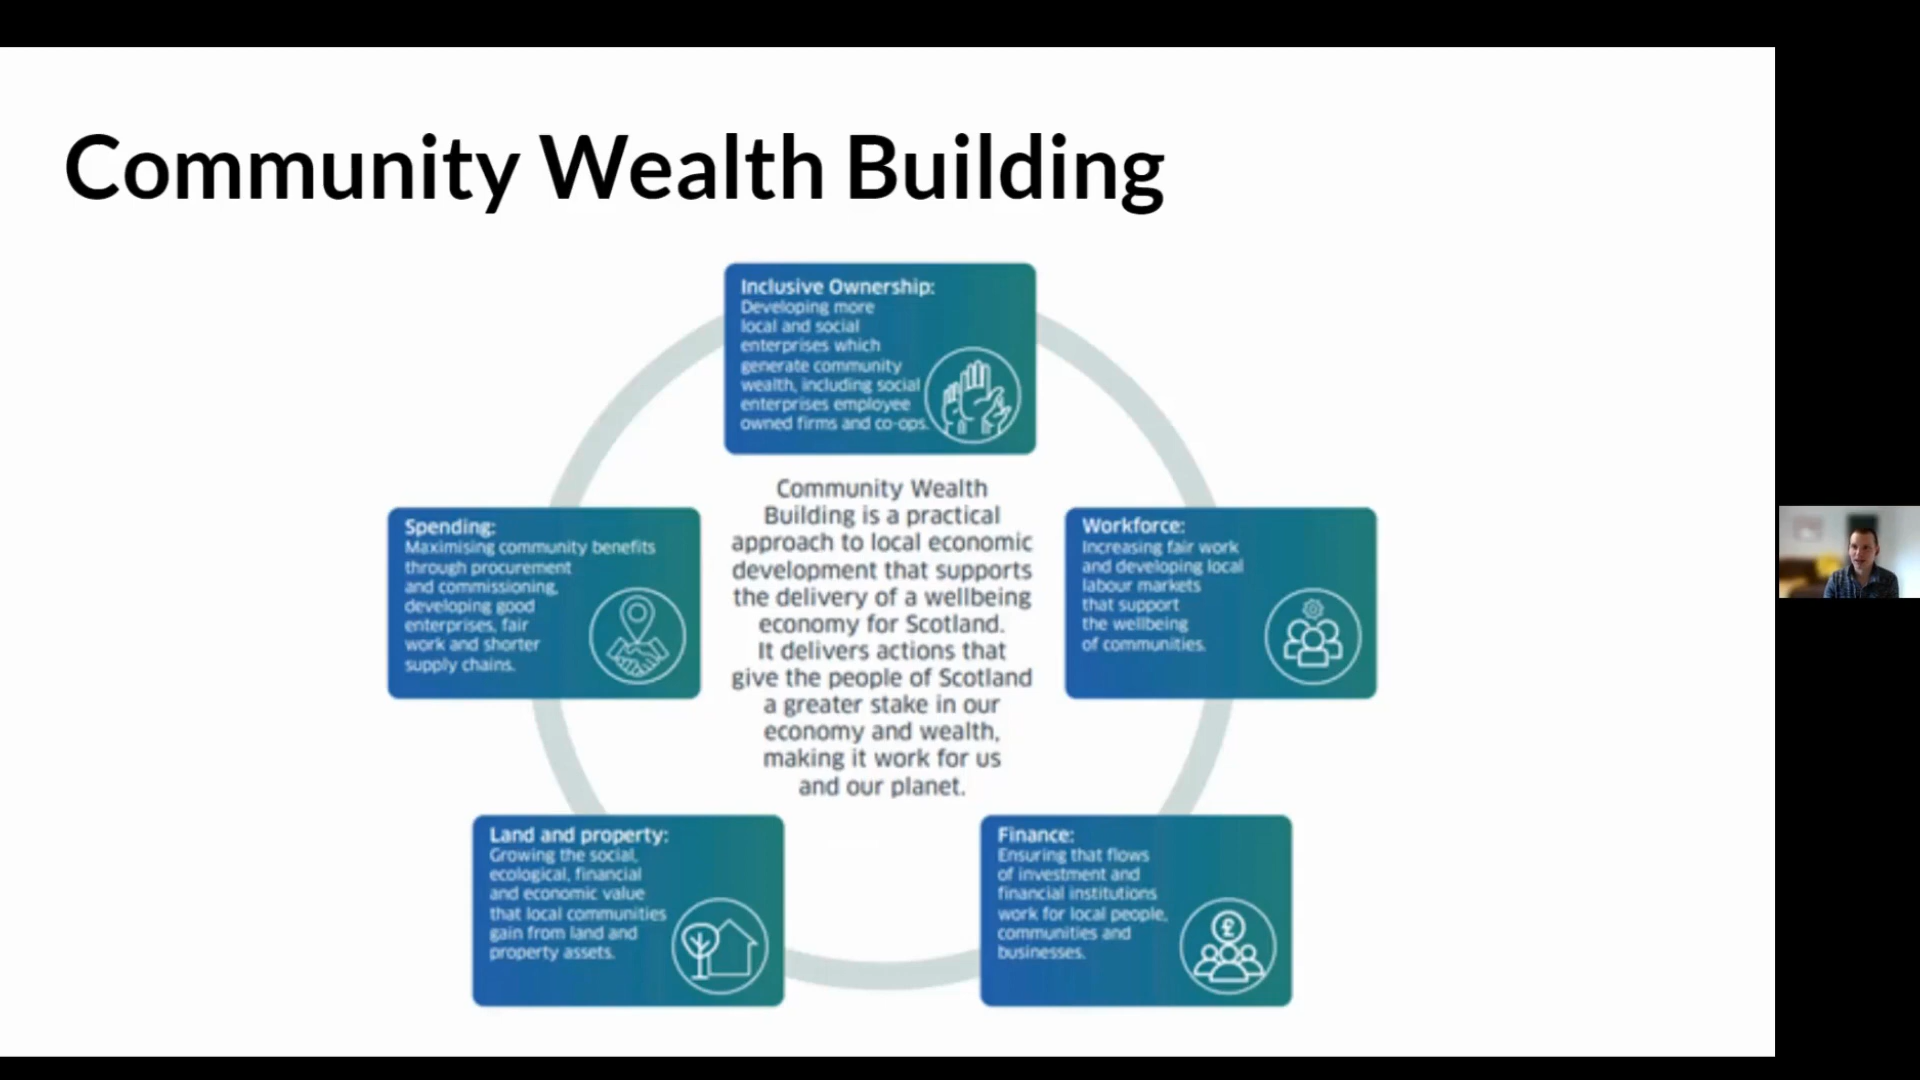 Community Wealth Building
Inclusive Ownership:
Developing more
local and social
enterprises which
generate community
wealth, including social
enterprises employee
owned firms and co-ops.
Community Wealth
Building is a practical
approach to local economic
development that supports
the delivery of a wellbeing
economy for Scotland.
It delivers actions that
give the people of Scotland
a greater stake in our
economy and wealth,
making it work for us
and our planet.
Spending:
Maximising community benefits
through procurement
and commissioning,
developing good
enterprises, fair
work and shorter
supply chains.
Workforce:
Increasing fair work
and developing local
labour markets
that support
the wellbeing
of communities.
Land and property:
Growing the social,
ecological, financial
and economic value
that local communities
gain from land and
property assets.
Finance:
Ensuring that flows
of investment and
financial institutions
work for local people,
communities and
businesses.
£